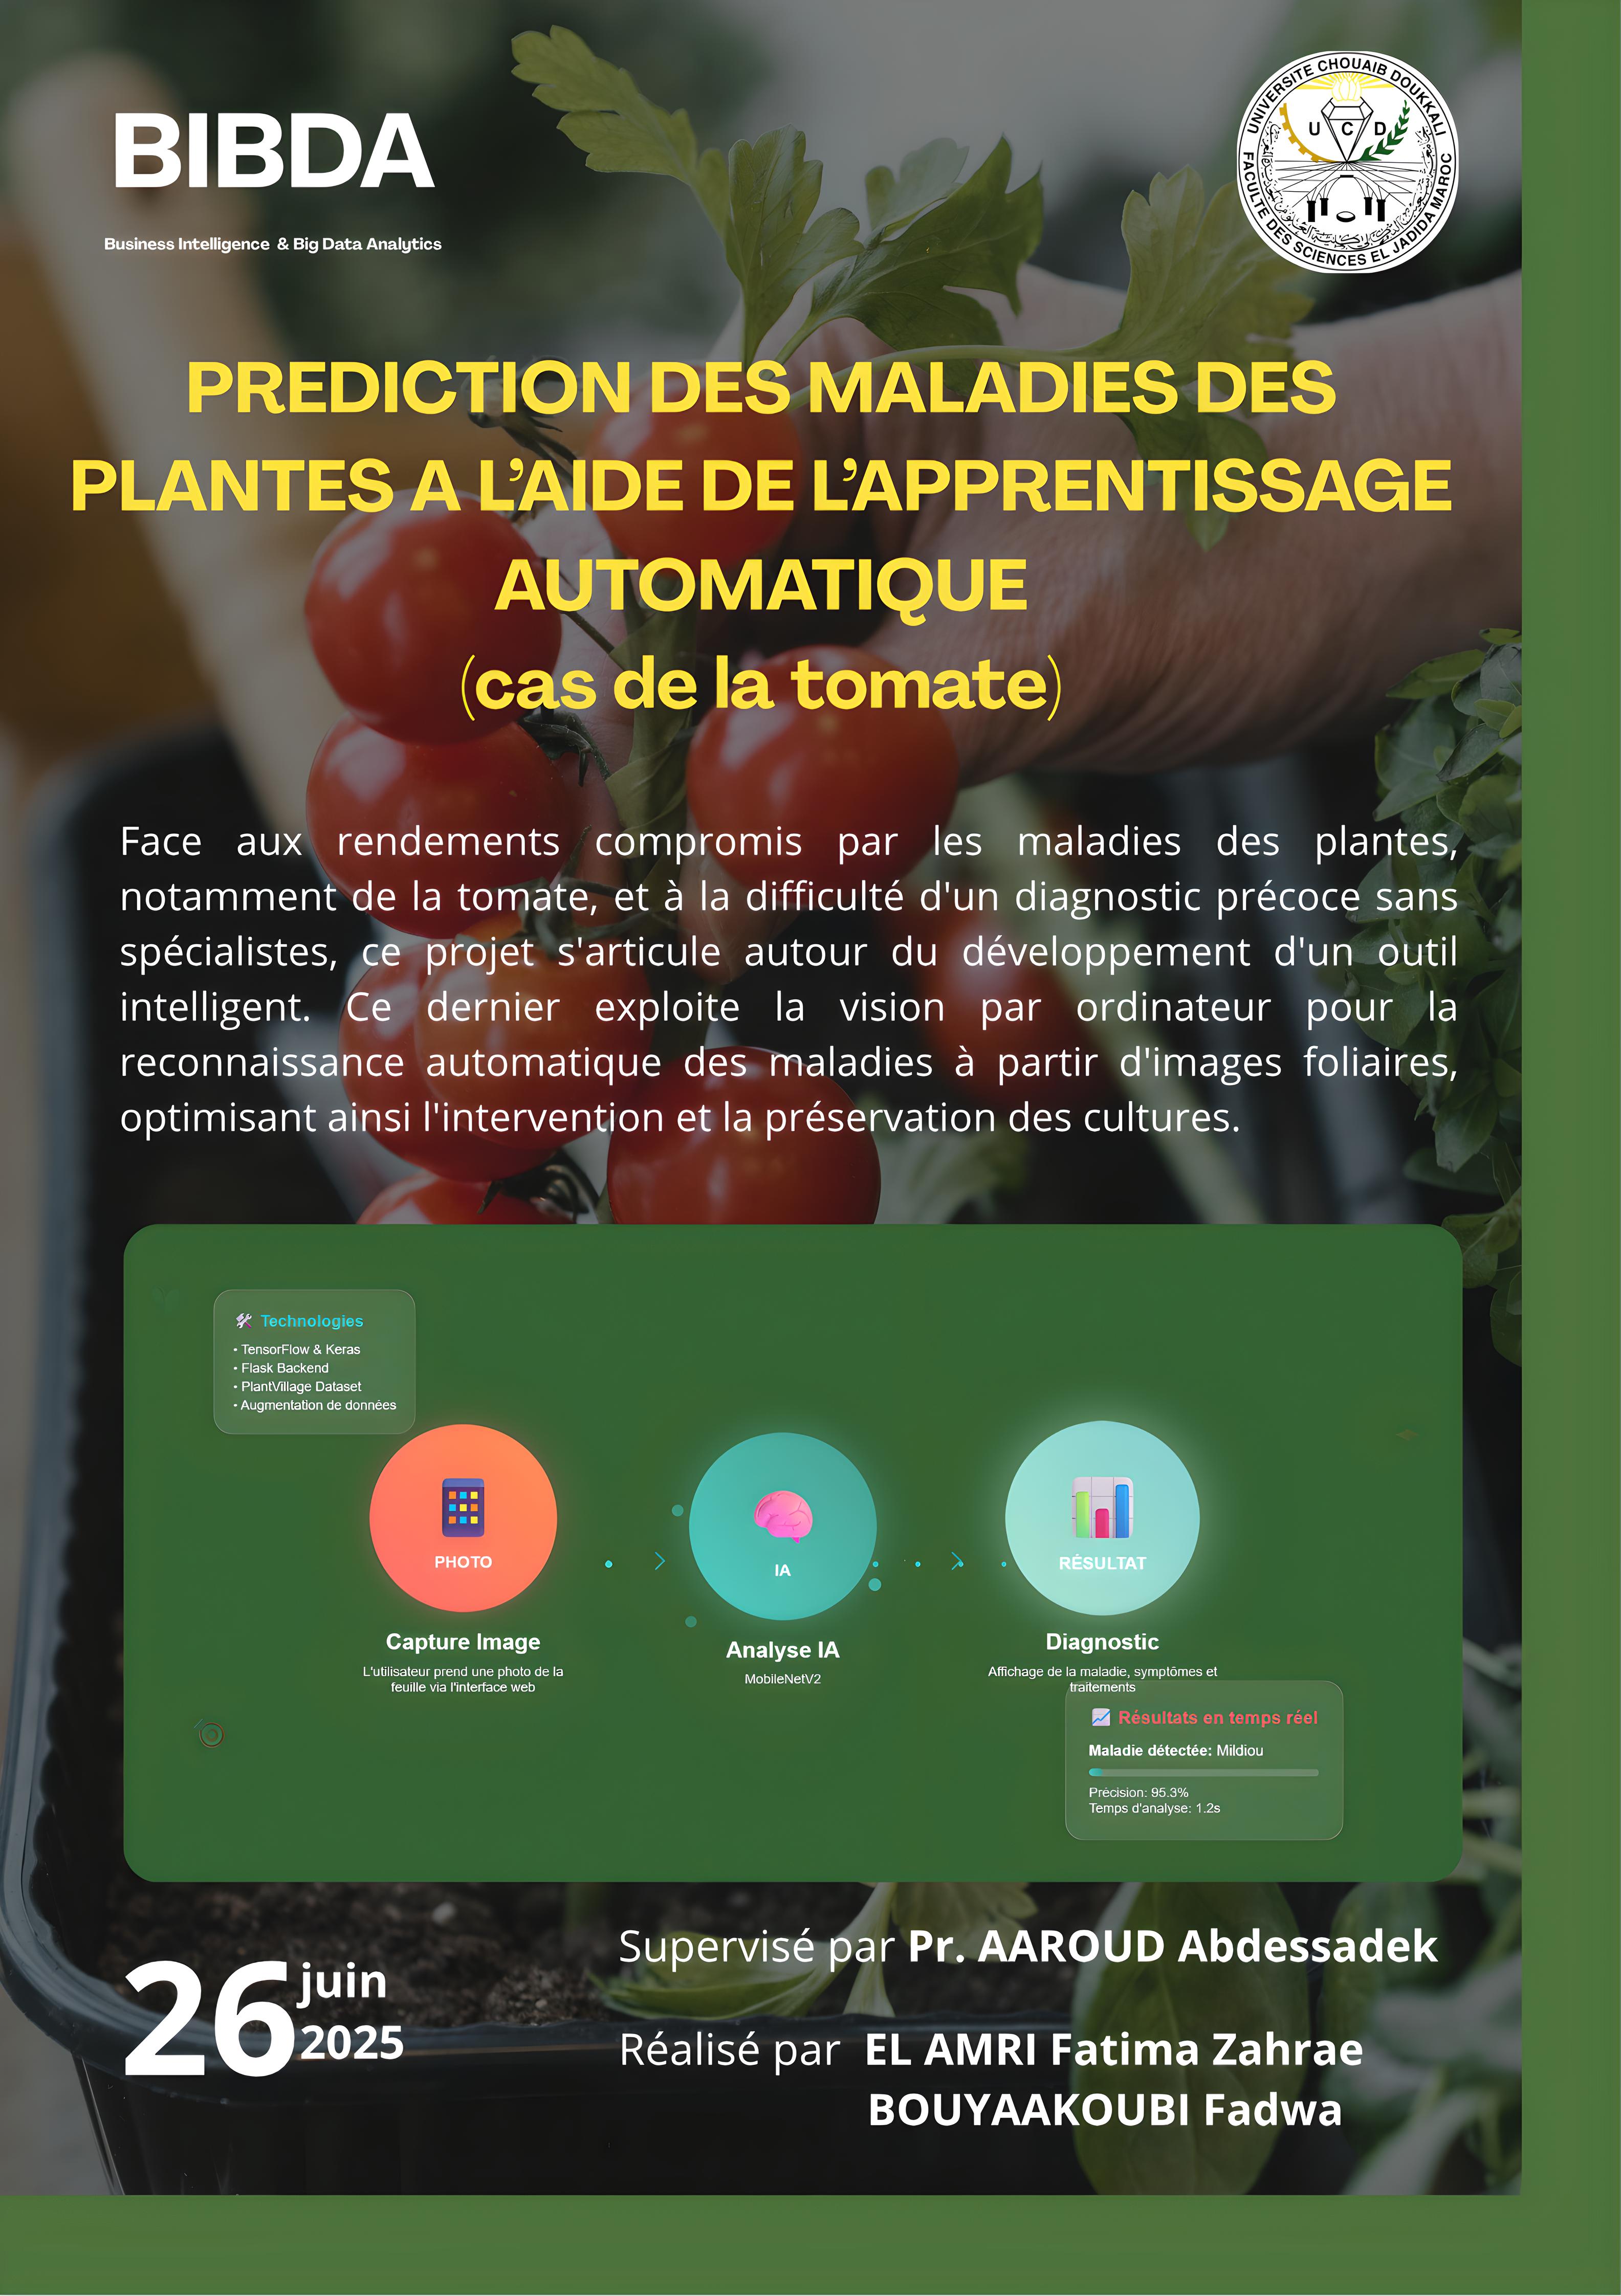 BIBDA
Business Intelligence & Big Data Analytics
UNIVERSITE CHOUAIB DOUKKALI
U C D
FACULTE DES SCIENCES EL JADIDA MAROC
PREDICTION DES MALADIES DES
PLANTES A L’AIDE DE L’APPRENTISSAGE
AUTOMATIQUE
(cas de la tomate)
Face aux rendements compromis par les maladies des plantes,
notamment de la tomate, et à la difficulté d'un diagnostic précoce sans
spécialistes, ce projet s'articule autour du développement d'un outil
intelligent. Ce dernier exploite la vision par ordinateur pour la
reconnaissance automatique des maladies à partir d'images foliaires,
optimisant ainsi l'intervention et la préservation des cultures.
Technologies
• TensorFlow & Keras
• Flask Backend
• PlantVillage Dataset
• Augmentation de données
PHOTO
IA
RÉSULTAT
Capture Image
L'utilisateur prend une photo de la
feuille via l'interface web
Analyse IA
MobileNetV2
Diagnostic
Affichage de la maladie, symptômes et
traitements
Résultats en temps réel
Maladie détectée: Mildiou
Précision: 95.3%
Temps d'analyse: 1.2s
26 juin
2025
Supervisé par Pr. AAROUD Abdessadek
Réalisé par EL AMRI Fatima Zahrae
BOUYAAKOUBI Fadwa